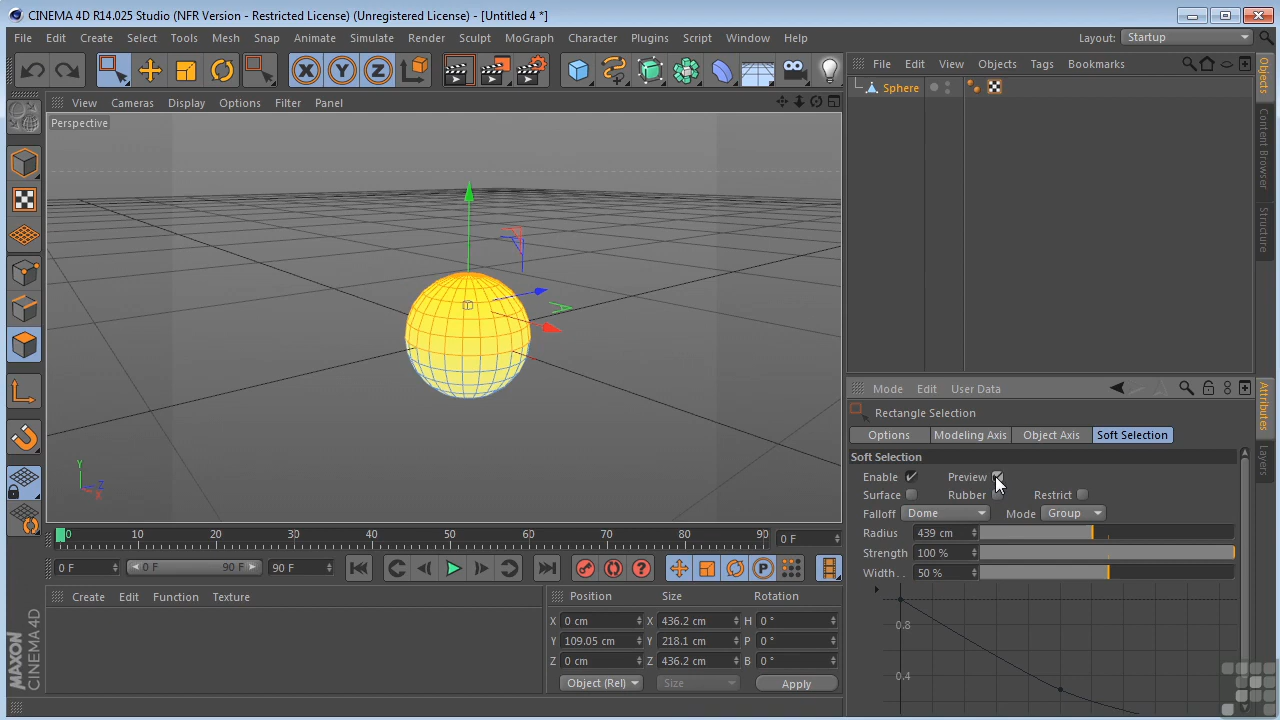 CINEMA 4D R14.025 Studio (NFR Version - Restricted License) (Unregistered License) - [Untitled 4 *]
File Edit Create Select Tools Mesh Snap Animate Simulate Render Sculpt MoGraph Character Plugins Script Window Help Layout: Startup
X Y Z
File Edit View Objects Tags Bookmarks
Objects
Content Browser
Structure
Sphere
View Cameras Display Options Filter Panel
Perspective
Y
Z
X
Mode Edit User Data
Attributes
Layers
Rectangle Selection
Options Modeling Axis Object Axis Soft Selection
Soft Selection
Enable Preview
Surface Rubber Restrict
Falloff Dome Mode Group
Radius 439 cm
Strength 100 %
Width . . 50 %
0.8
0.4
0 10 20 30 40 50 60 70 80 90 0 F
0 F 0 F 90 F 90 F P
Create Edit Function Texture
Position Size Rotation
X 0 cm X 436.2 cm H 0 °
Y 109.05 cm Y 218.1 cm P 0 °
Z 0 cm Z 436.2 cm B 0 °
Object (Rel) Size Apply
MAXON
CINEMA 4D